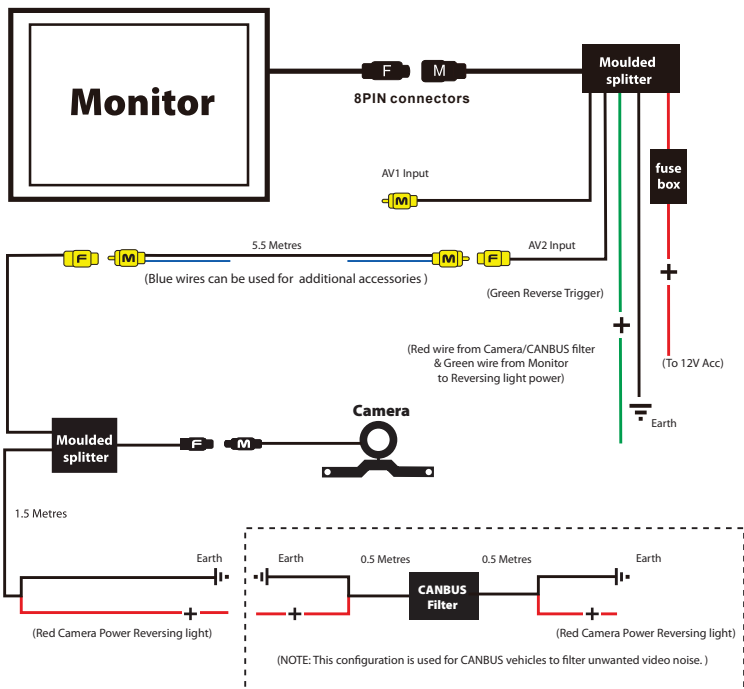 Monitor
F
M
8PIN connectors
Moulded
splitter
fuse
box
AV1 Input
M
F
M
5.5 Metres
M
F
AV2 Input
(Blue wires can be used for additional accessories )
(Green Reverse Trigger)
+
+
(Red wire from Camera/CANBUS filter
& Green wire from Monitor
to Reversing light power)
(To 12V Acc)
Earth
Camera
Moulded
splitter
F
M
1.5 Metres
Earth
+
(Red Camera Power Reversing light)
Earth
0.5 Metres
0.5 Metres
Earth
CANBUS
Filter
+
+
(Red Camera Power Reversing light)
(NOTE: This configuration is used for CANBUS vehicles to filter unwanted video noise. )